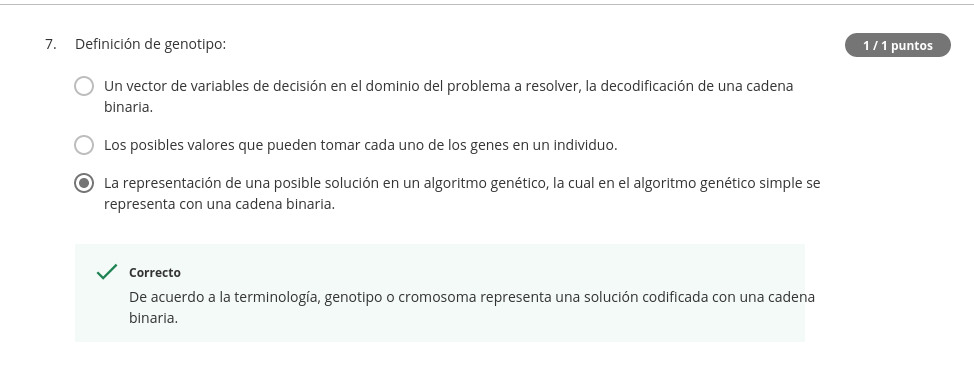 7. Definición de genotipo:
1 / 1 puntos
Un vector de variables de decisión en el dominio del problema a resolver, la decodificación de una cadena
binaria.
Los posibles valores que pueden tomar cada uno de los genes en un individuo.
La representación de una posible solución en un algoritmo genético, la cual en el algoritmo genético simple se
representa con una cadena binaria.
Correcto
De acuerdo a la terminología, genotipo o cromosoma representa una solución codificada con una cadena
binaria.